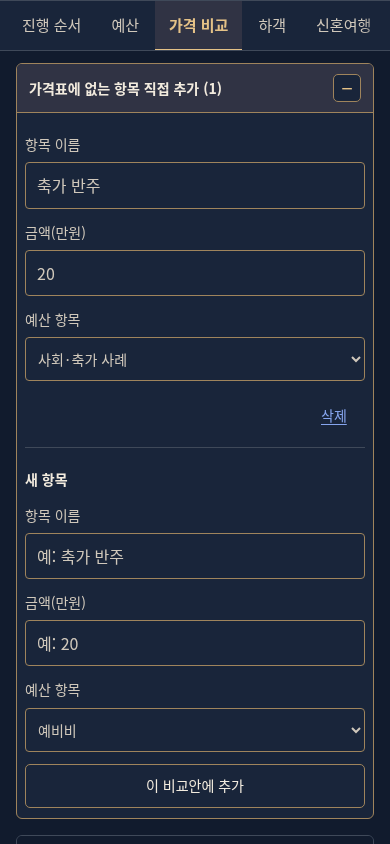 진행 순서 예산 가격 비교 하객 신혼여행
가격표에 없는 항목 직접 추가 (1)
−
항목 이름
축가 반주
금액(만원)
20
예산 항목
사회·축가 사례
삭제
새 항목
항목 이름
예: 축가 반주
금액(만원)
예: 20
예산 항목
예비비
이 비교안에 추가